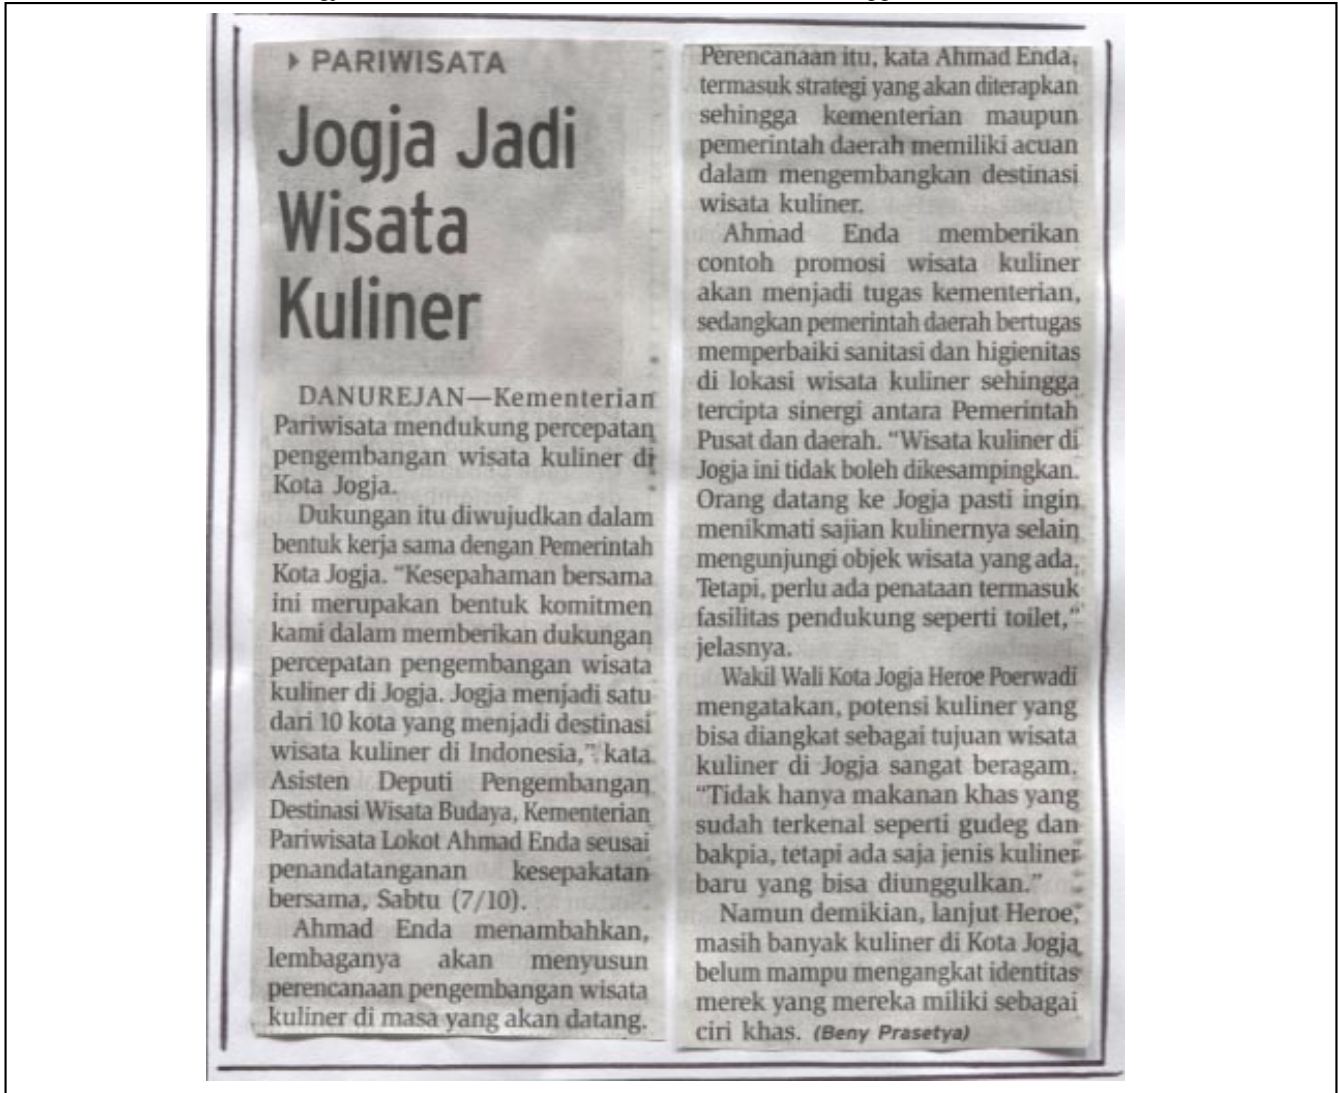 PARIWISATA
Jogja Jadi
Wisata
Kuliner
DANUREJAN—Kementerian
Pariwisata mendukung percepatan
pengembangan wisata kuliner di
Kota Jogja.
Dukungan itu diwujudkan dalam
bentuk kerja sama dengan Pemerintah
Kota Jogja. “Kesepahaman bersama
ini merupakan bentuk komitmen
kami dalam memberikan dukungan
percepatan pengembangan wisata
kuliner di Jogja. Jogja menjadi satu
dari 10 kota yang menjadi destinasi
wisata kuliner di Indonesia,” kata
Asisten Deputi Pengembangan
Destinasi Wisata Budaya, Kementerian
Pariwisata Lokot Ahmad Enda seusai
penandatanganan kesepakatan
bersama, Sabtu (7/10).
Ahmad Enda menambahkan,
lembaganya akan menyusun
perencanaan pengembangan wisata
kuliner di masa yang akan datang.
Perencanaan itu, kata Ahmad Enda,
termasuk strategi yang akan diterapkan
sehingga kementerian maupun
pemerintah daerah memiliki acuan
dalam mengembangkan destinasi
wisata kuliner.
Ahmad Enda memberikan
contoh promosi wisata kuliner
akan menjadi tugas kementerian,
sedangkan pemerintah daerah bertugas
memperbaiki sanitasi dan higienitas
di lokasi wisata kuliner sehingga
tercipta sinergi antara Pemerintah
Pusat dan daerah. “Wisata kuliner di
Jogja ini tidak boleh dikesampingkan.
Orang datang ke Jogja pasti ingin
menikmati sajian kulinernya selain
mengunjungi objek wisata yang ada.
Tetapi, perlu ada penataan termasuk
fasilitas pendukung seperti toilet,“
jelasnya.
Wakil Wali Kota Jogja Heroe Poerwadi
mengatakan, potensi kuliner yang
bisa diangkat sebagai tujuan wisata
kuliner di Jogja sangat beragam.
“Tidak hanya makanan khas yang
sudah terkenal seperti gudeg dan
bakpia, tetapi ada saja jenis kuliner
baru yang bisa diunggulkan.”
Namun demikian, lanjut Heroe,
masih banyak kuliner di Kota Jogja
belum mampu mengangkat identitas
merek yang mereka miliki sebagai
ciri khas. (Beny Prasetya)